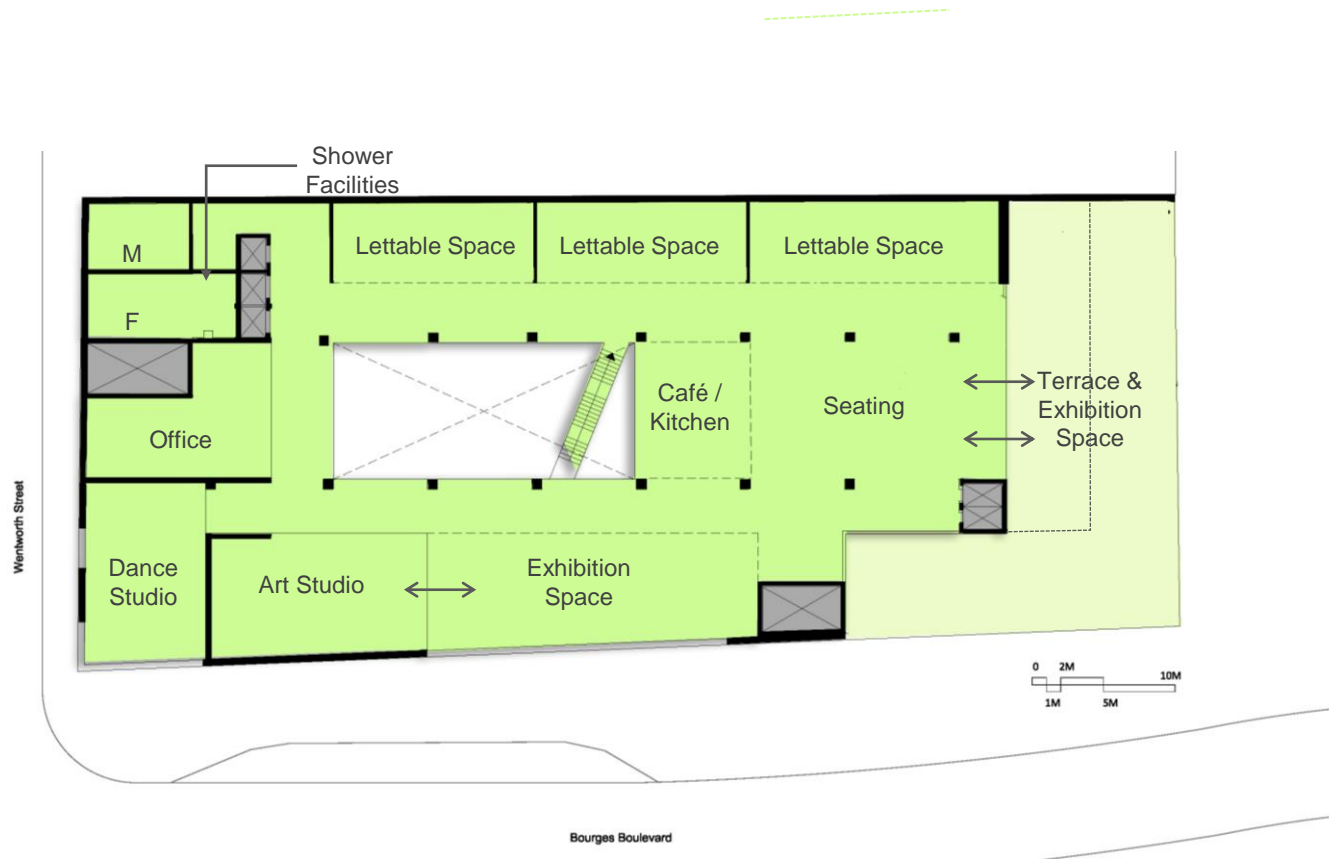 Shower
Facilities
M
Lettable Space
Lettable Space
Lettable Space
F
Office
Café /
Kitchen
Seating
Terrace &
Exhibition
Space
Wentworth Street
Dance
Studio
Art Studio
Exhibition
Space
0 2M 10M
1M 5M
Bourges Boulevard